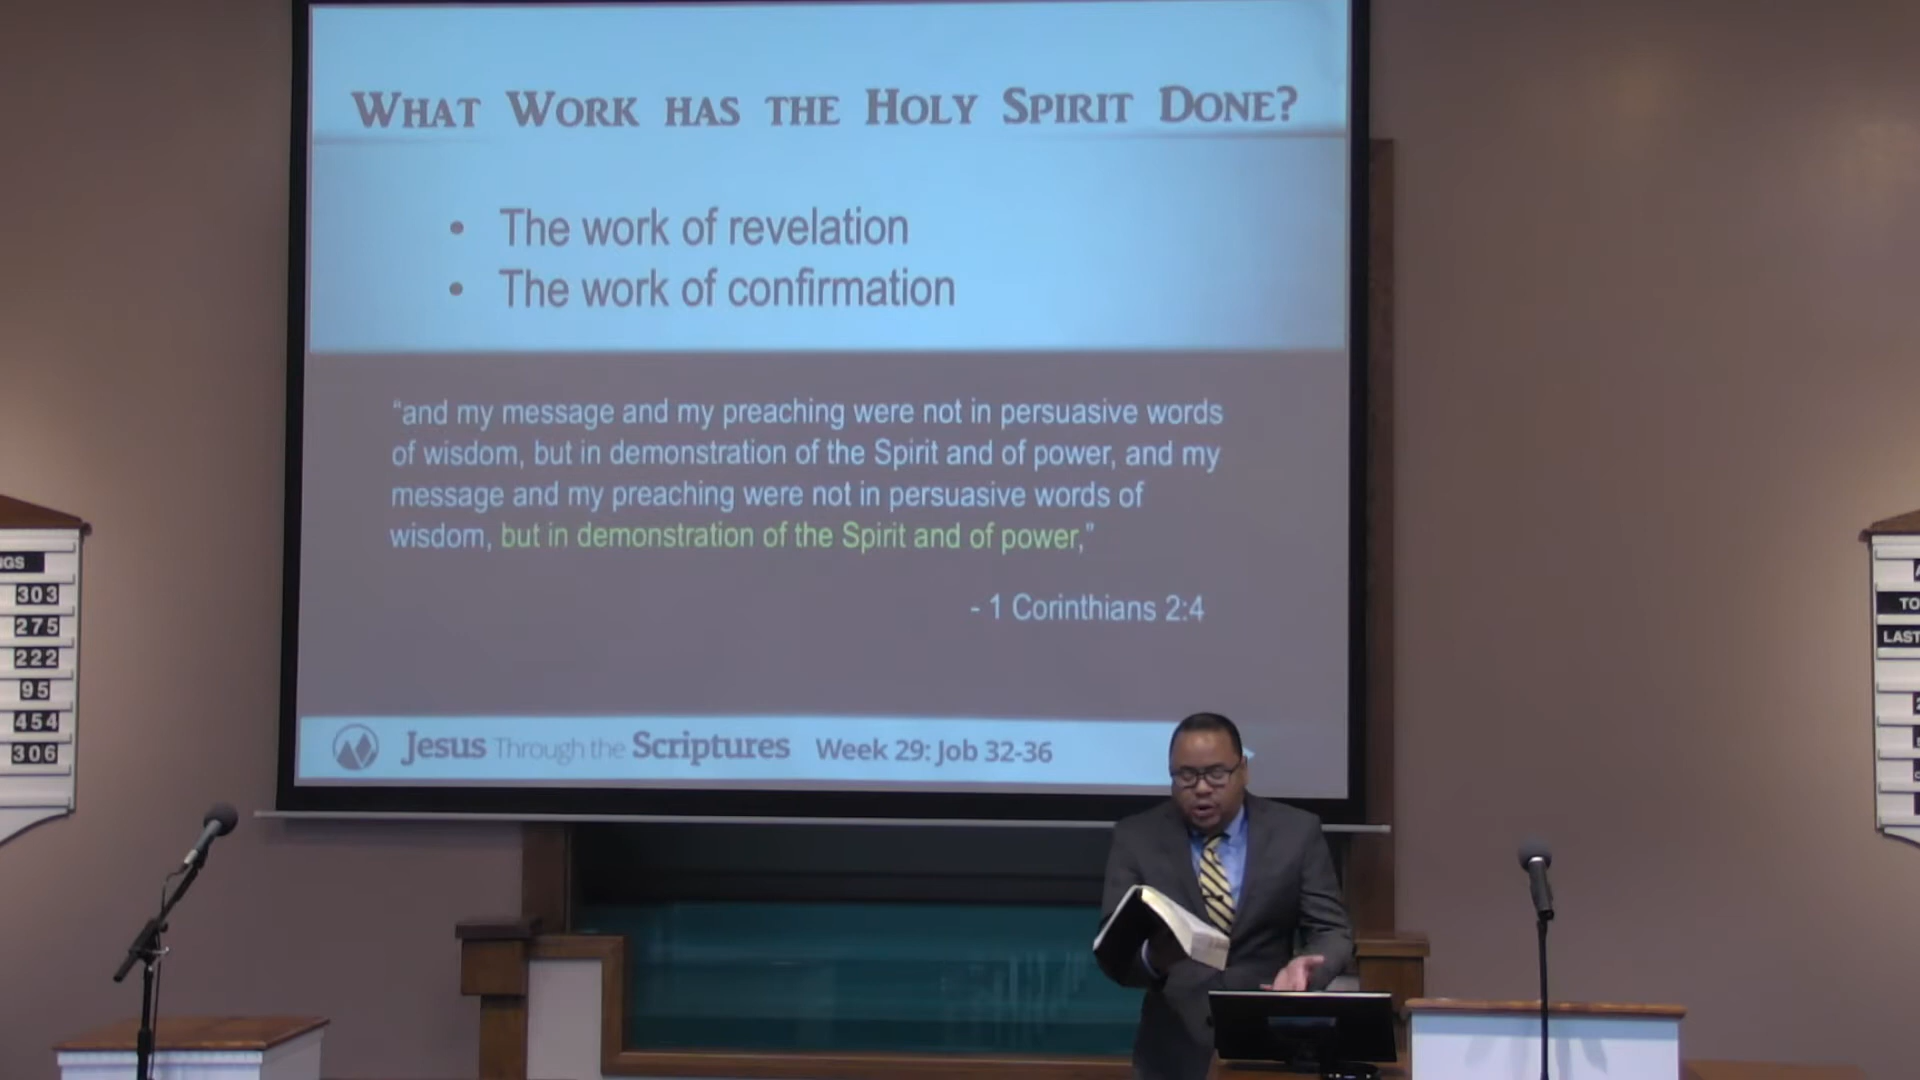 WHAT WORK HAS THE HOLY SPIRIT DONE?
• The work of revelation
• The work of confirmation
“and my message and my preaching were not in persuasive words
of wisdom, but in demonstration of the Spirit and of power, and my
message and my preaching were not in persuasive words of
wisdom, but in demonstration of the Spirit and of power,”
- 1 Corinthians 2:4
Jesus Through the Scriptures Week 29: Job 32-36
303
275
222
95
454
306
TO
LAST